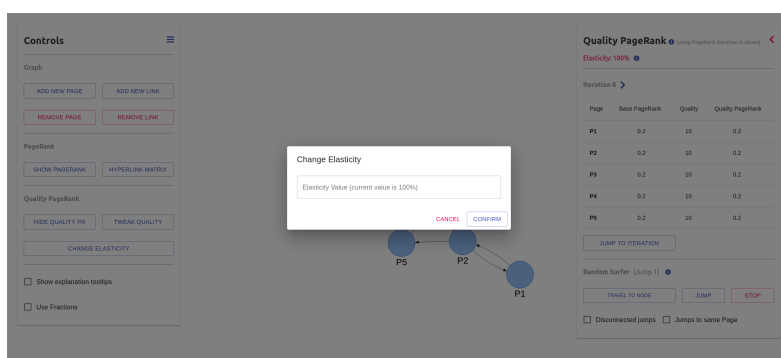 Controls
Graph
ADD NEW PAGE ADD NEW LINK
REMOVE PAGE REMOVE LINK
PageRank
SHOW PAGERANK HYPERLINK MATRIX
Quality PageRank
HIDE QUALITY PR TWEAK QUALITY
CHANGE ELASTICITY
Show explanation tooltips
Use Fractions
Change Elasticity
Elasticity Value (current value is 100%)
CANCEL CONFIRM
P5 P2
P1
Quality PageRank (using PageRank iteration 0 values)
Elasticity: 100%
Iteration 0
Page Base PageRank Quality Quality PageRank
P1 0.2 10 0.2
P2 0.2 10 0.2
P3 0.2 10 0.2
P4 0.2 10 0.2
P5 0.2 10 0.2
JUMP TO ITERATION
Random Surfer (Jump 1)
TRAVEL TO NODE JUMP STOP
Disconnected jumps Jumps to same Page